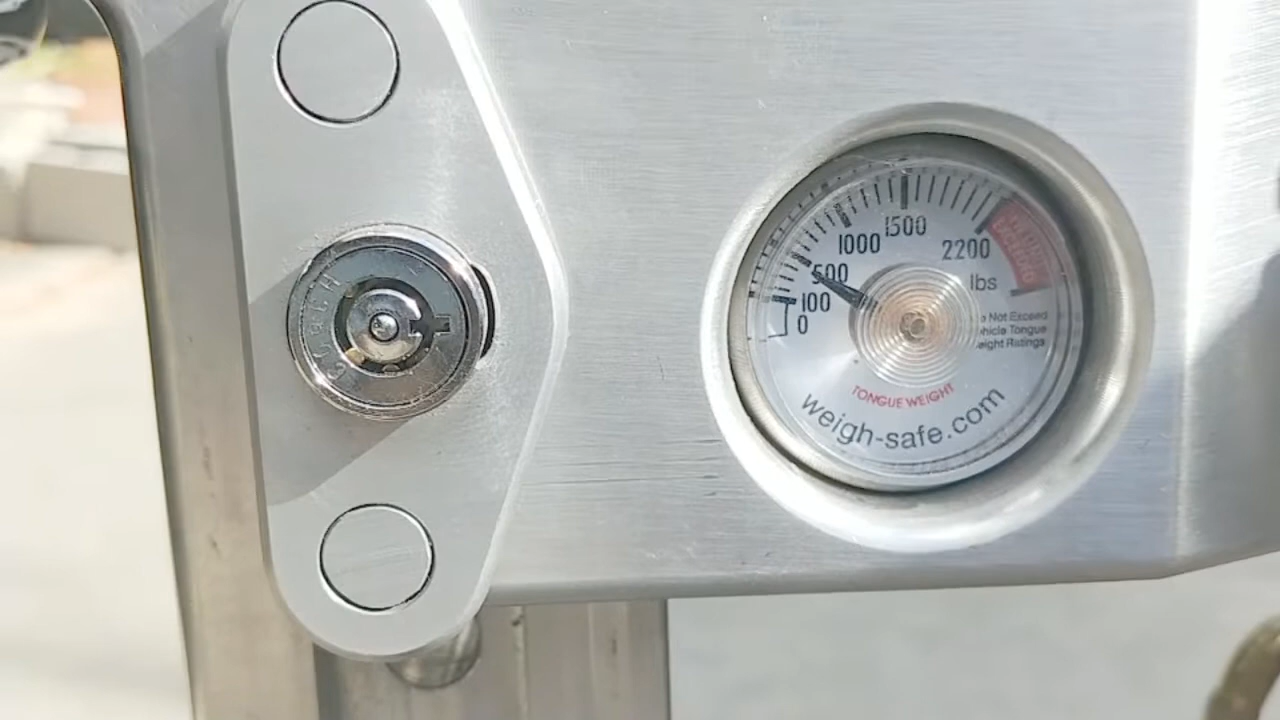 1500
1000
2200
500
lbs
100
0
Not Exceed
hicle Tongue
eight Ratings
TONGUE WEIGHT
weigh-safe.com